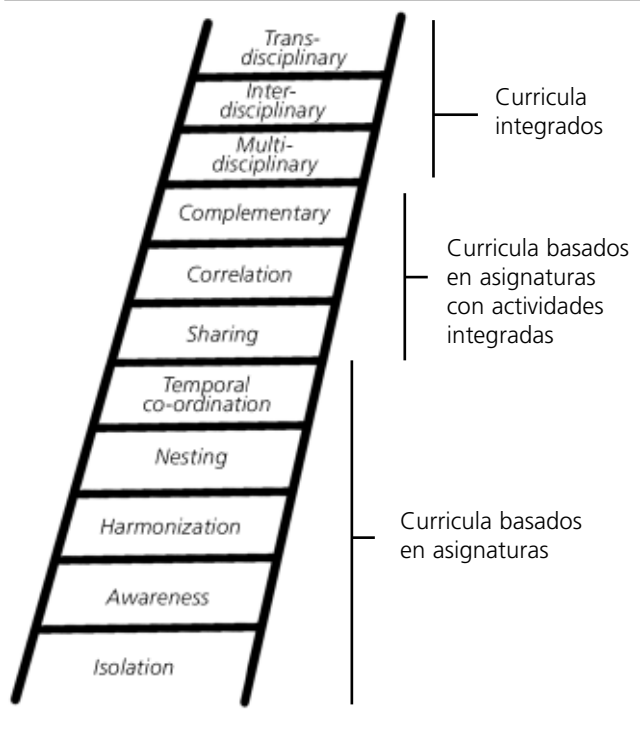 Trans-
disciplinary
Inter-
disciplinary
Multi-
disciplinary
Curricula
integrados
Complementary
Correlation
Sharing
Curricula basados
en asignaturas
con actividades
integradas
Temporal
co-ordination
Nesting
Harmonization
Awareness
Isolation
Curricula basados
en asignaturas